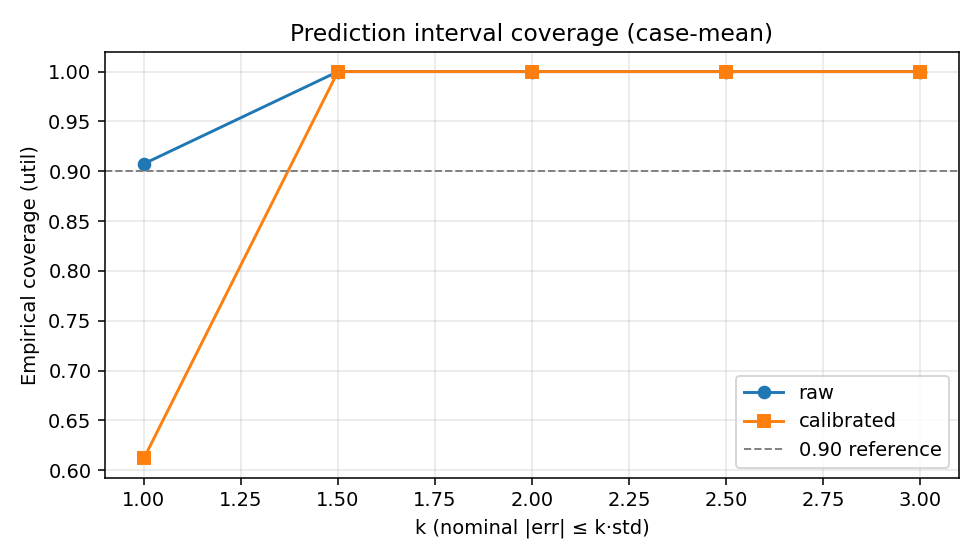 Prediction interval coverage (case-mean)
Empirical coverage (util)
1.00
0.95
0.90
0.85
0.80
0.75
0.70
0.65
0.60
raw
calibrated
0.90 reference
1.00 1.25 1.50 1.75 2.00 2.25 2.50 2.75 3.00
k (nominal |err| ≤ k·std)